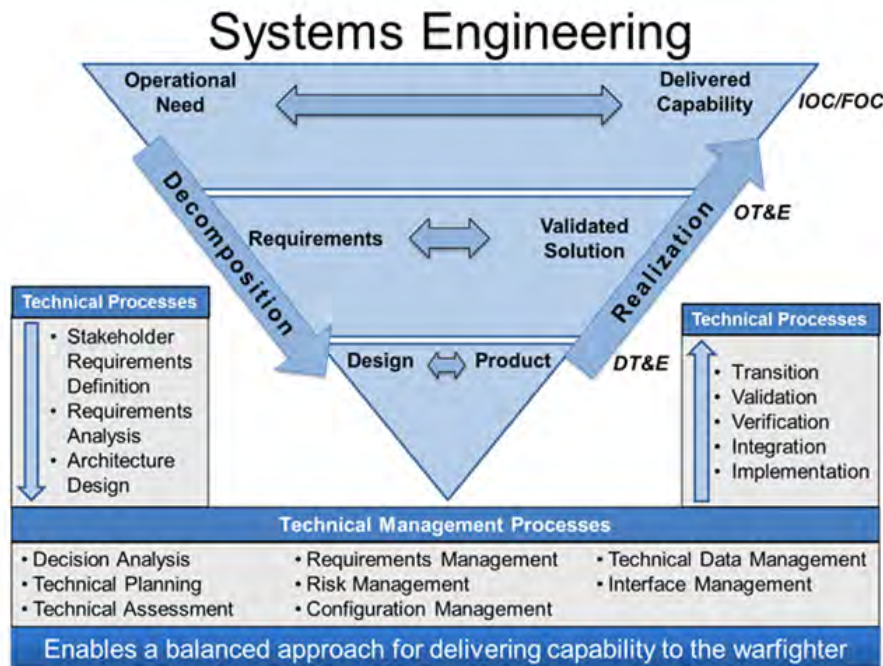 Systems Engineering
Operational
Need
Delivered
Capability
IOC/FOC
Decomposition
Realization
OT&E
Requirements
Validated
Solution
Design
Product
DT&E
Technical Processes
• Stakeholder
Requirements
Definition
• Requirements
Analysis
• Architecture
Design
Technical Processes
• Transition
• Validation
• Verification
• Integration
• Implementation
Technical Management Processes
• Decision Analysis
• Technical Planning
• Technical Assessment
• Requirements Management
• Risk Management
• Configuration Management
• Technical Data Management
• Interface Management
Enables a balanced approach for delivering capability to the warfighter